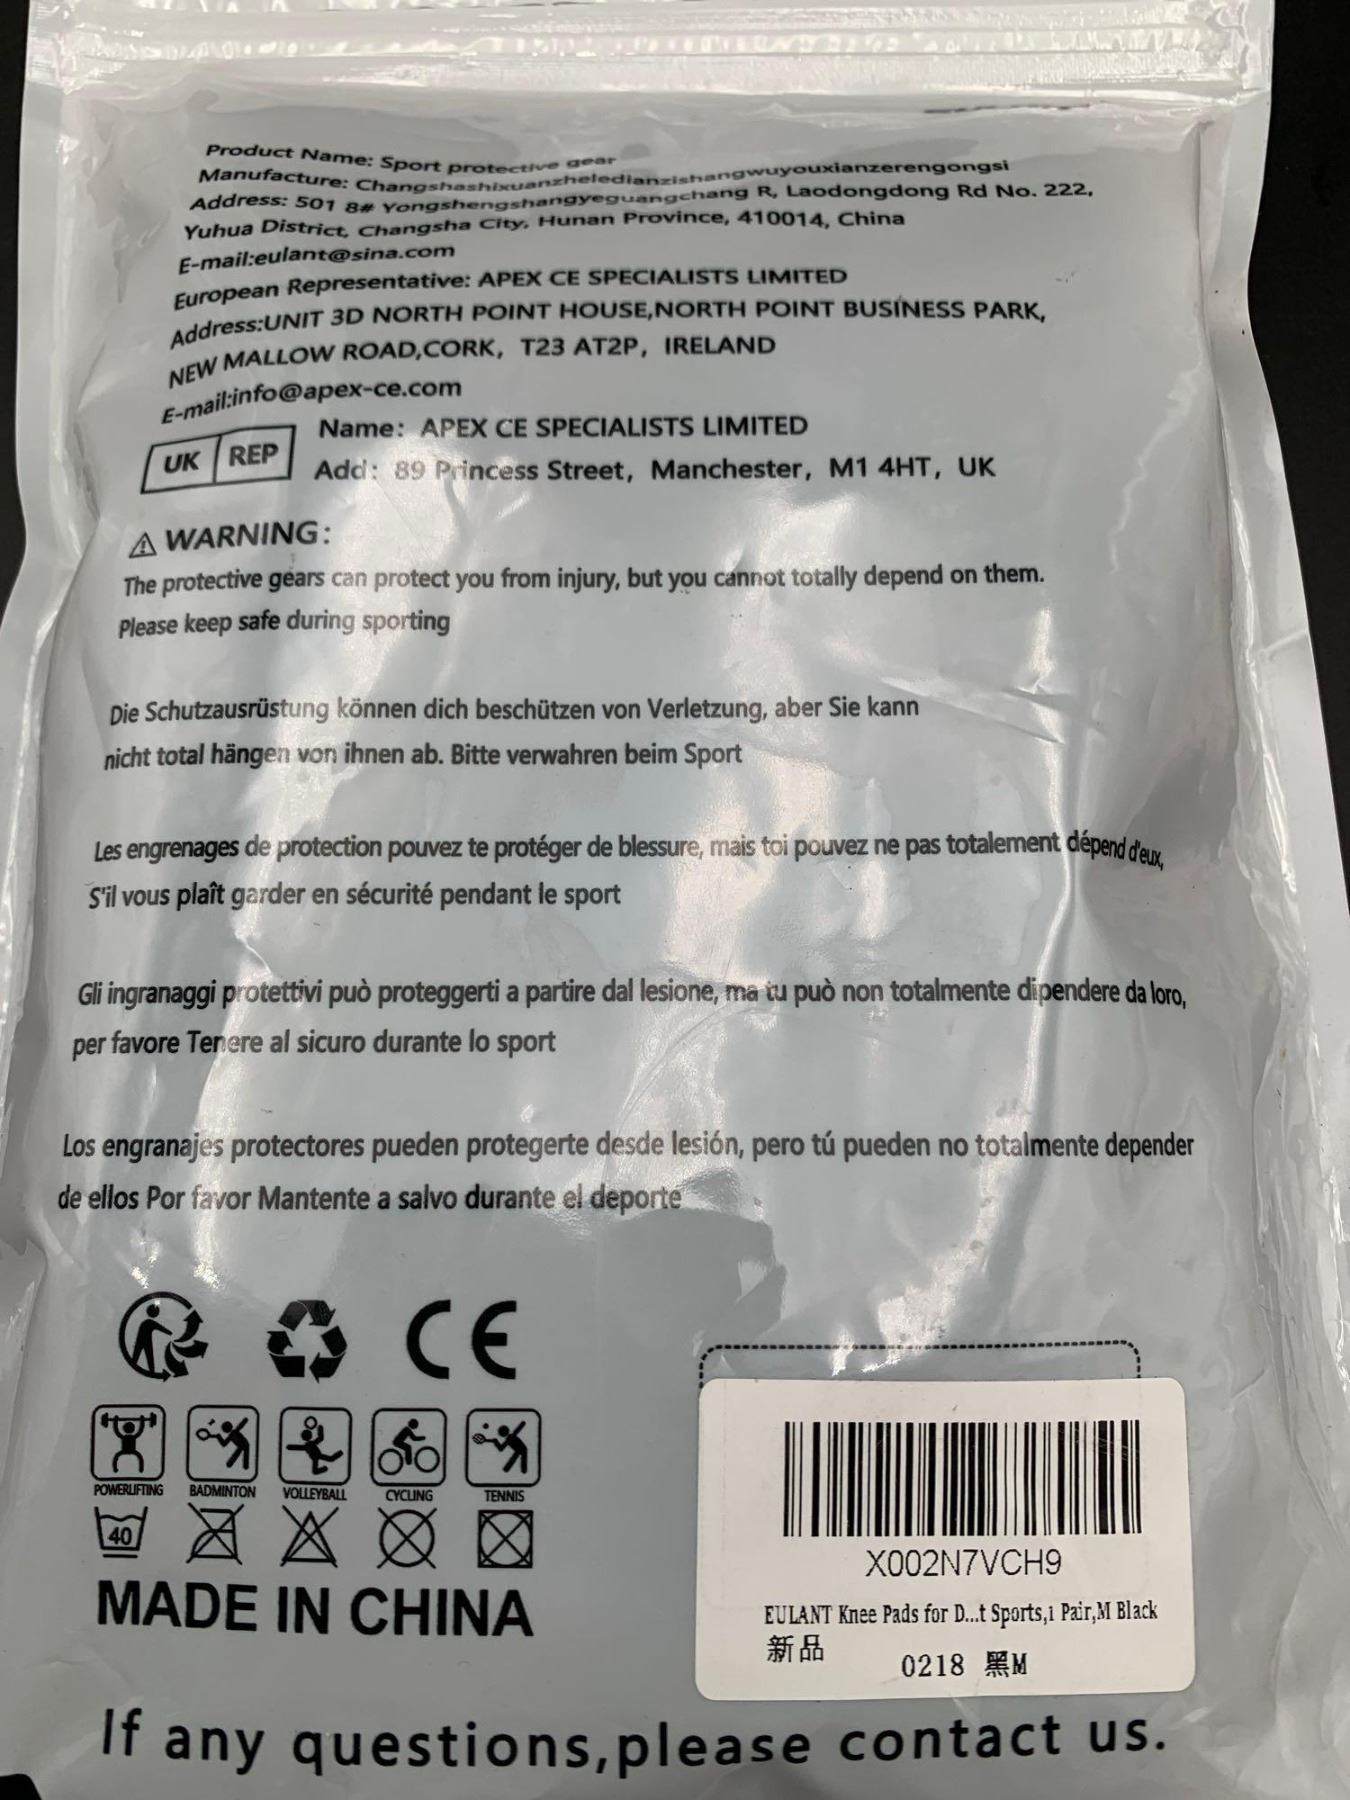 Product Name: Sport protective gear
Manufacture: Changshashixuanzheledianzishangwuyouxianzerengongsi
Address: 501 8# Yongshengshangyeguangchang R, Laodongdong Rd No. 222,
Yuhua District, Changsha City, Hunan Province, 410014, China
E-mail:eulant@sina.com
European Representative: APEX CE SPECIALISTS LIMITED
Address:UNIT 3D NORTH POINT HOUSE,NORTH POINT BUSINESS PARK,
NEW MALLOW ROAD,CORK, T23 AT2P, IRELAND
E-mail:info@apex-ce.com
UK REP
Name: APEX CE SPECIALISTS LIMITED
Add: 89 Princess Street, Manchester, M1 4HT, UK
WARNING:
The protective gears can protect you from injury, but you cannot totally depend on them.
Please keep safe during sporting
Die Schutzausrüstung können dich beschützen von Verletzung, aber Sie kann
nicht total hängen von ihnen ab. Bitte verwahren beim Sport
Les engrenages de protection pouvez te protéger de blessure, mais toi pouvez ne pas totalement dépend d'eux,
S'il vous plaît garder en sécurité pendant le sport
Gli ingranaggi protettivi può proteggerti a partire dal lesione, ma tu può non totalmente dipendere da loro,
per favore Tenere al sicuro durante lo sport
Los engranajes protectores pueden protegerte desde lesión, pero tú pueden no totalmente depender
de ellos Por favor Mantente a salvo durante el deporte
CE
POWERLIFTING BADMINTON VOLLEYBALL CYCLING TENNIS
40
MADE IN CHINA
X002N7VCH9
EULANT Knee Pads for D...t Sports,1 Pair,M Black
新品
0218 黑M
If any questions,please contact us.